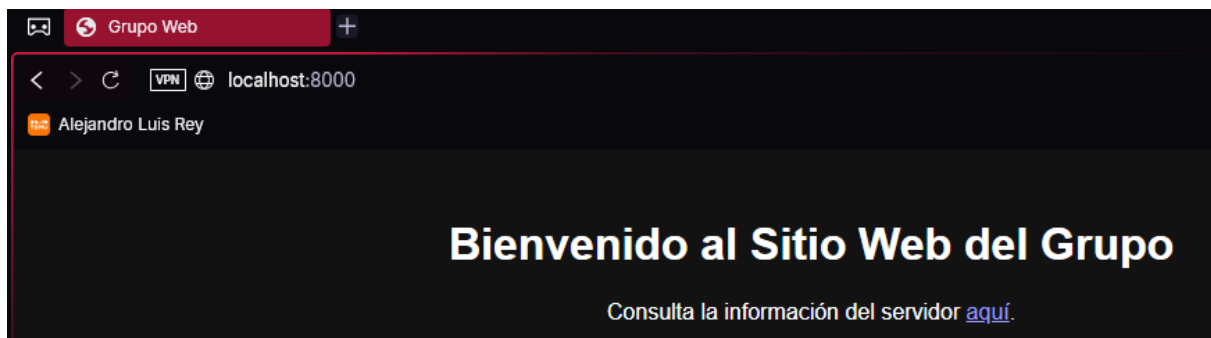 Grupo Web
VPN localhost:8000
Alejandro Luis Rey
Bienvenido al Sitio Web del Grupo
Consulta la información del servidor aquí.